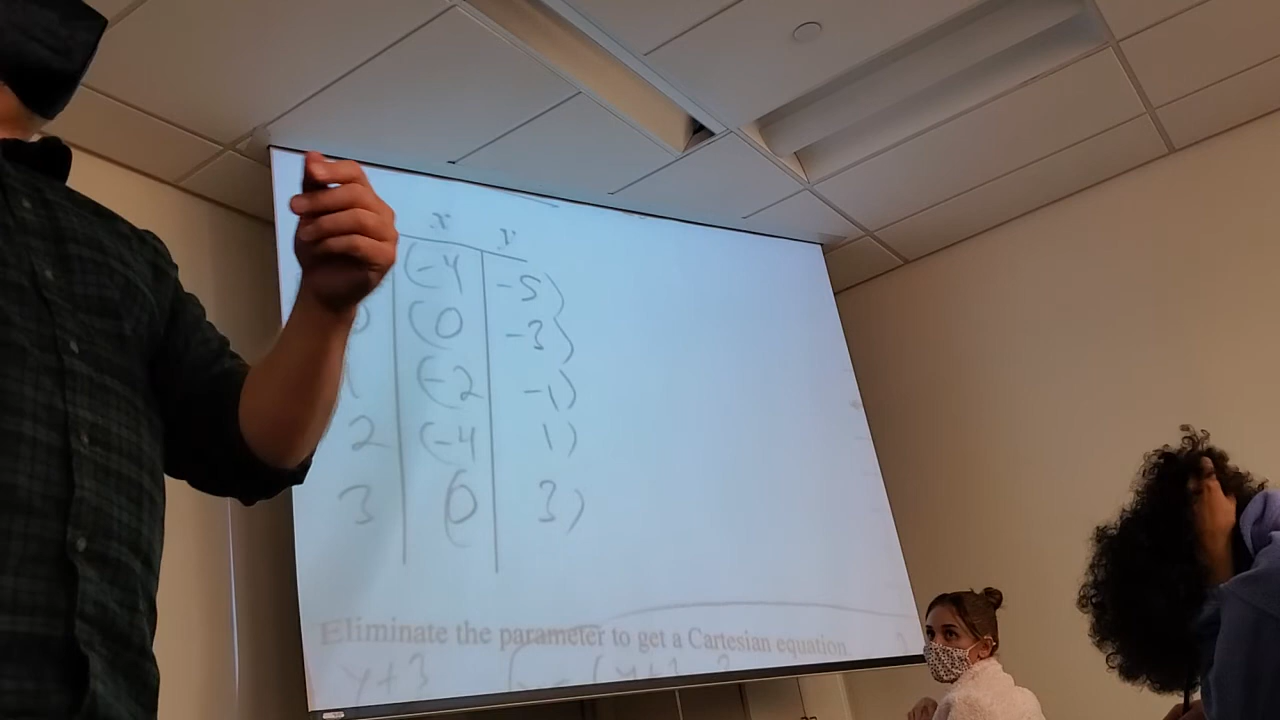 x y
(-4 -5)
(0 -3)
1 (-2 -1)
2 (-4 1)
3 (0 3)
Eliminate the parameter to get a Cartesian equation.
y+3